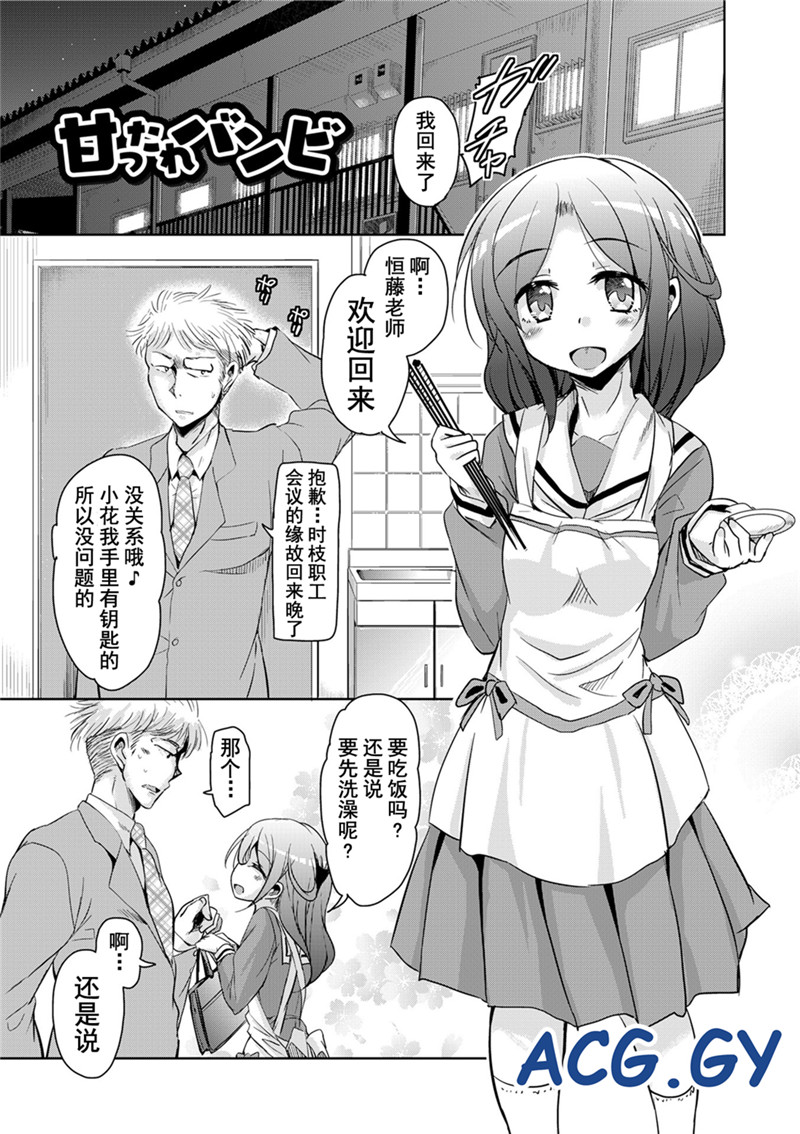 甘ったれバンビ
ガチャ
我回来了
啊…
恒藤老师
欢迎回来
ポリ
ポリ
抱歉…时枝职工
会议的缘故回来晚了
没关系哦♪
小花我手里有钥匙的
所以没问题的
要吃饭吗？
还是说
要先洗澡呢？
那个…
啊…
还是说
ACG.GY